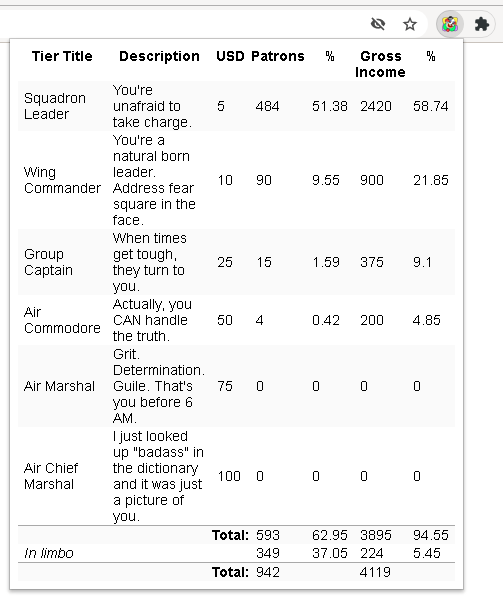 Tier Title Description USD Patrons % Gross Income %
Squadron Leader You're unafraid to take charge. 5 484 51.38 2420 58.74
Wing Commander You're a natural born leader. Address fear square in the face. 10 90 9.55 900 21.85
Group Captain When times get tough, they turn to you. 25 15 1.59 375 9.1
Air Commodore Actually, you CAN handle the truth. 50 4 0.42 200 4.85
Air Marshal Grit. Determination. Guile. That's you before 6 AM. 75 0 0 0 0
Air Chief Marshal I just looked up "badass" in the dictionary and it was just a picture of you. 100 0 0 0 0
Total: 593 62.95 3895 94.55
In limbo 349 37.05 224 5.45
Total: 942 4119